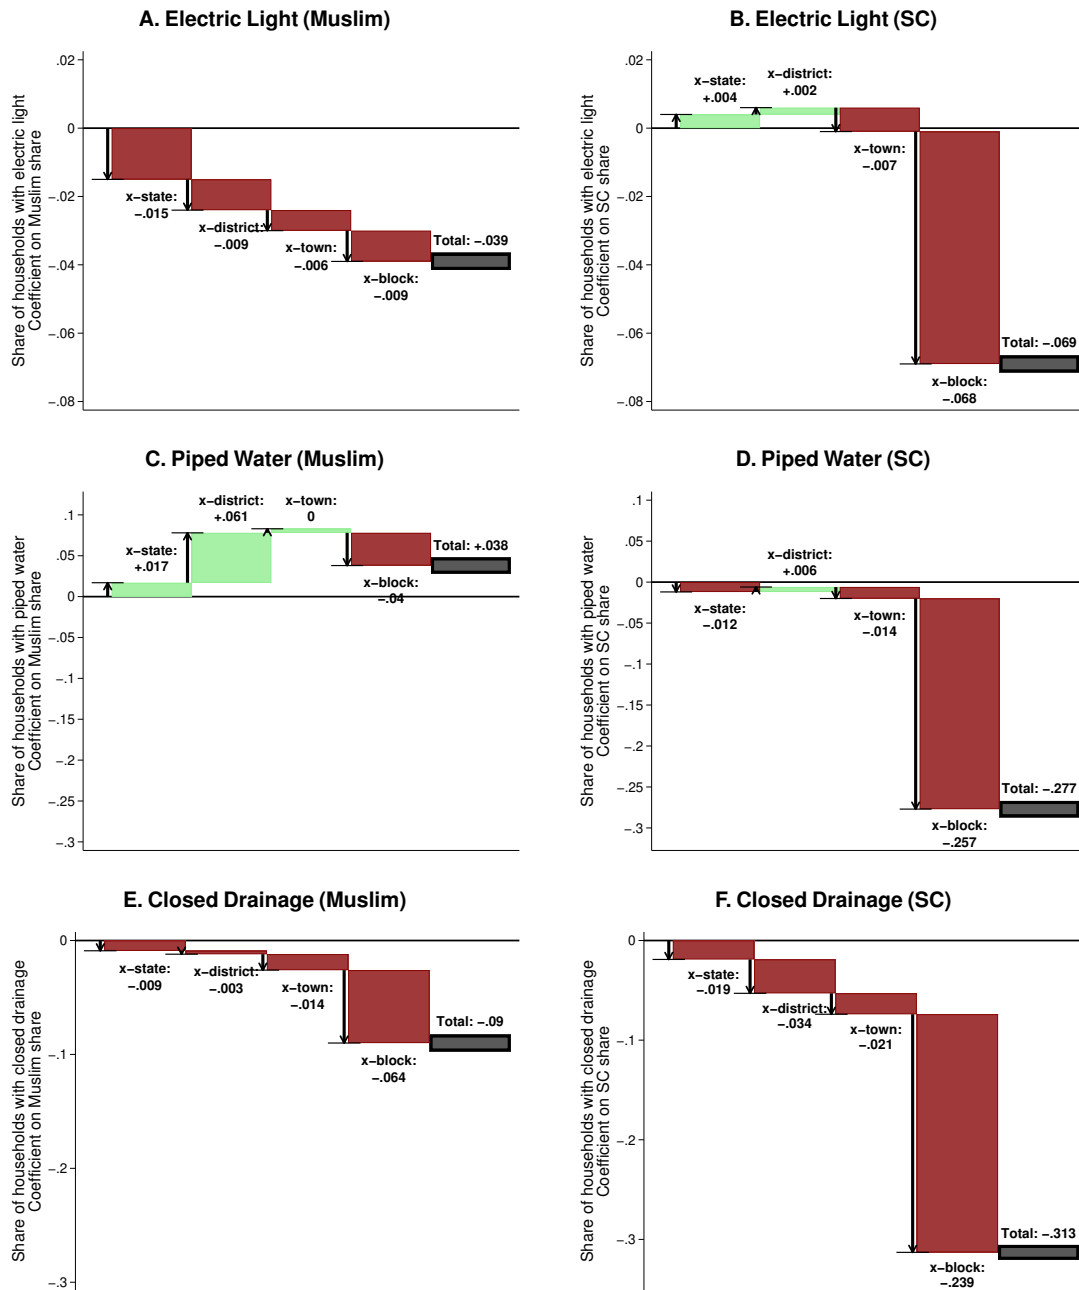 A. Electric Light (Muslim)
Share of households with electric light
Coefficient on Muslim share
.02
0
−.02
−.04
−.06
−.08
x−state:
−.015
x−district:
−.009
x−town:
−.006
x−block:
−.009
Total: −.039
B. Electric Light (SC)
Share of households with electric light
Coefficient on SC share
.02
0
−.02
−.04
−.06
−.08
x−state:
+.004
x−district:
+.002
x−town:
−.007
x−block:
−.068
Total: −.069
C. Piped Water (Muslim)
Share of households with piped water
Coefficient on Muslim share
.1
.05
0
−.05
−.1
−.15
−.2
−.25
−.3
x−state:
+.017
x−district:
+.061
x−town:
0
x−block:
−.04
Total: +.038
D. Piped Water (SC)
Share of households with piped water
Coefficient on SC share
.1
.05
0
−.05
−.1
−.15
−.2
−.25
−.3
x−state:
−.012
x−district:
+.006
x−town:
−.014
x−block:
−.257
Total: −.277
E. Closed Drainage (Muslim)
Share of households with closed drainage
Coefficient on Muslim share
0
−.1
−.2
−.3
x−state:
−.009
x−district:
−.003
x−town:
−.014
x−block:
−.064
Total: −.09
F. Closed Drainage (SC)
Share of households with closed drainage
Coefficient on SC share
0
−.1
−.2
−.3
x−state:
−.019
x−district:
−.034
x−town:
−.021
x−block:
−.239
Total: −.313